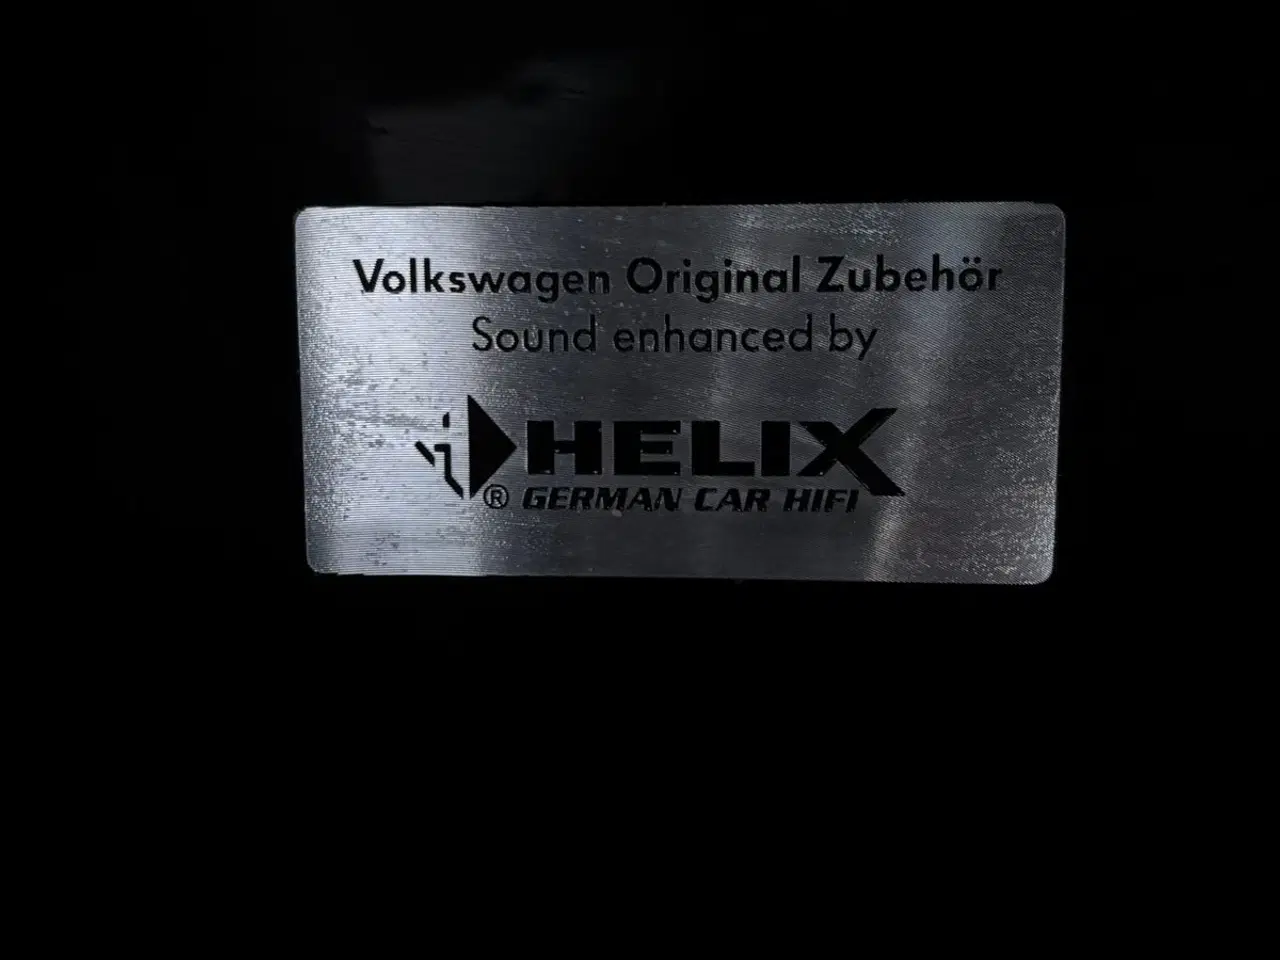 Volkswagen Original Zubehör
Sound enhanced by
HELIX
® GERMAN CAR HIFI